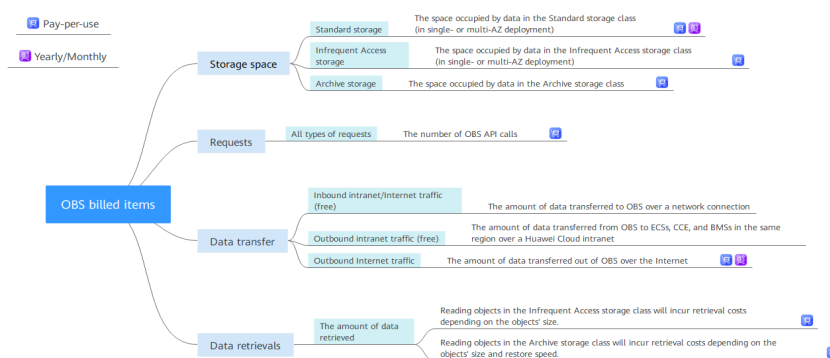 Pay-per-use
Yearly/Monthly
OBS billed items
Storage space
Standard storage
The space occupied by data in the Standard storage class
(in single- or multi-AZ deployment)
Infrequent Access
storage
The space occupied by data in the Infrequent Access storage class
(in single- or multi-AZ deployment)
Archive storage
The space occupied by data in the Archive storage class
Requests
All types of requests
The number of OBS API calls
Data transfer
Inbound intranet/Internet traffic
(free)
The amount of data transferred to OBS over a network connection
Outbound intranet traffic (free)
The amount of data transferred from OBS to ECSs, CCE, and BMSs in the same
region over a Huawei Cloud intranet
Outbound Internet traffic
The amount of data transferred out of OBS over the Internet
Data retrievals
The amount of data
retrieved
Reading objects in the Infrequent Access storage class will incur retrieval costs
depending on the objects' size.
Reading objects in the Archive storage class will incur retrieval costs depending on the
objects' size and restore speed.